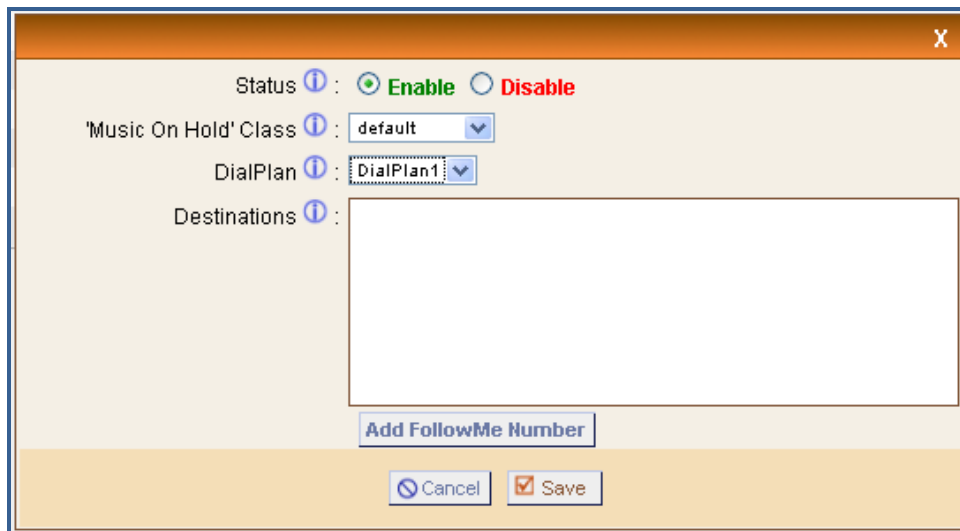 X
Status i : Enable Disable
'Music On Hold' Class i : default
DialPlan i : DialPlan1
Destinations i :
Add FollowMe Number
Cancel Save